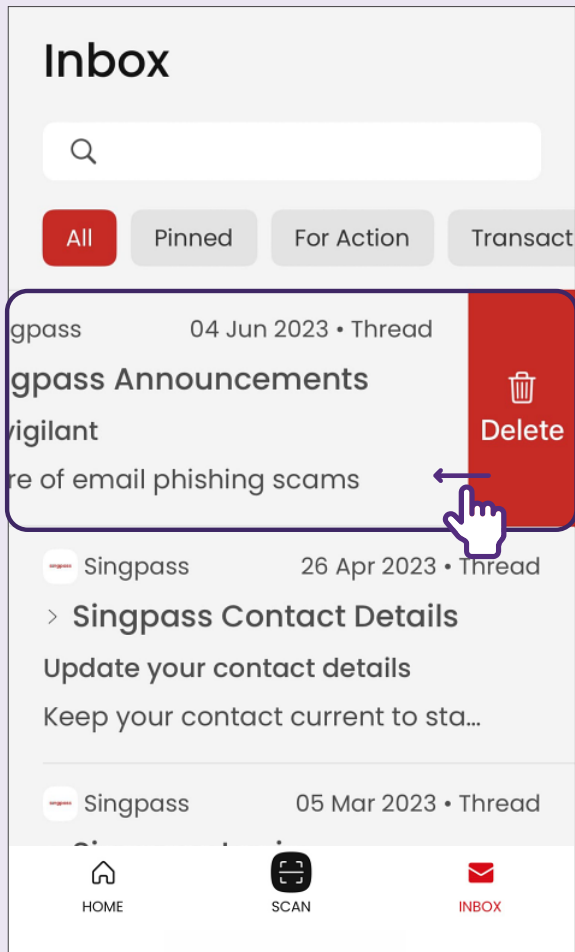 Inbox
All Pinned For Action Transact
gpass 04 Jun 2023 • Thread
gpass Announcements
vigilant
re of email phishing scams
Delete
Singpass 26 Apr 2023 • Thread
Singpass Contact Details
Update your contact details
Keep your contact current to sta...
Singpass 05 Mar 2023 • Thread
HOME SCAN INBOX